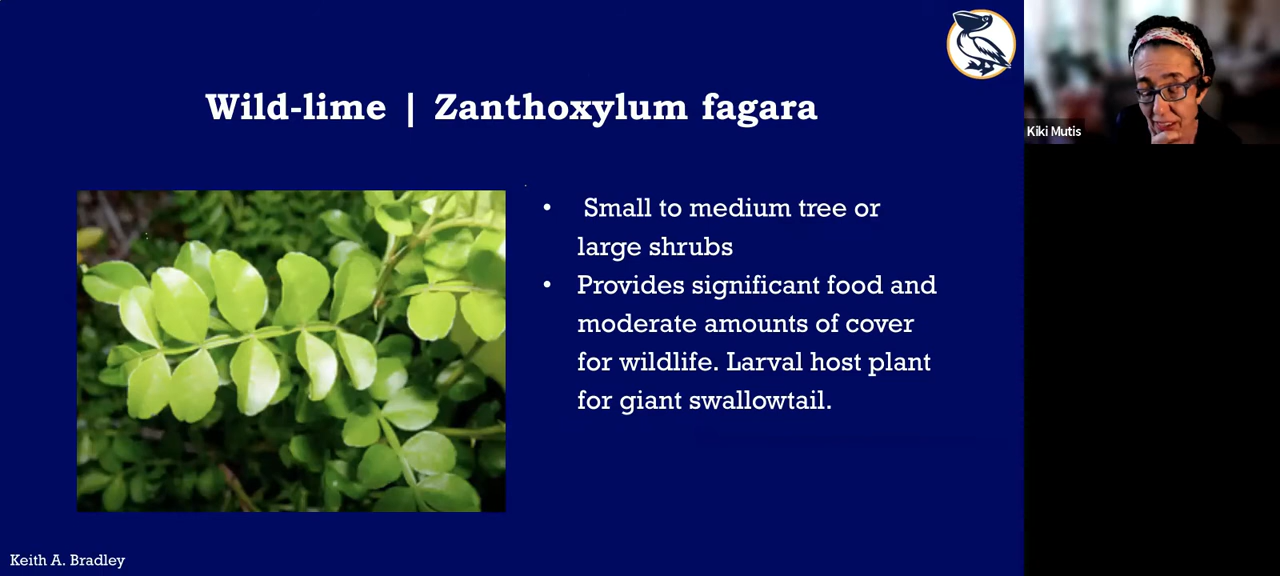 Wild-lime | Zanthoxylum fagara
• Small to medium tree or
large shrubs
• Provides significant food and
moderate amounts of cover
for wildlife. Larval host plant
for giant swallowtail.
Keith A. Bradley
Kiki Mutis